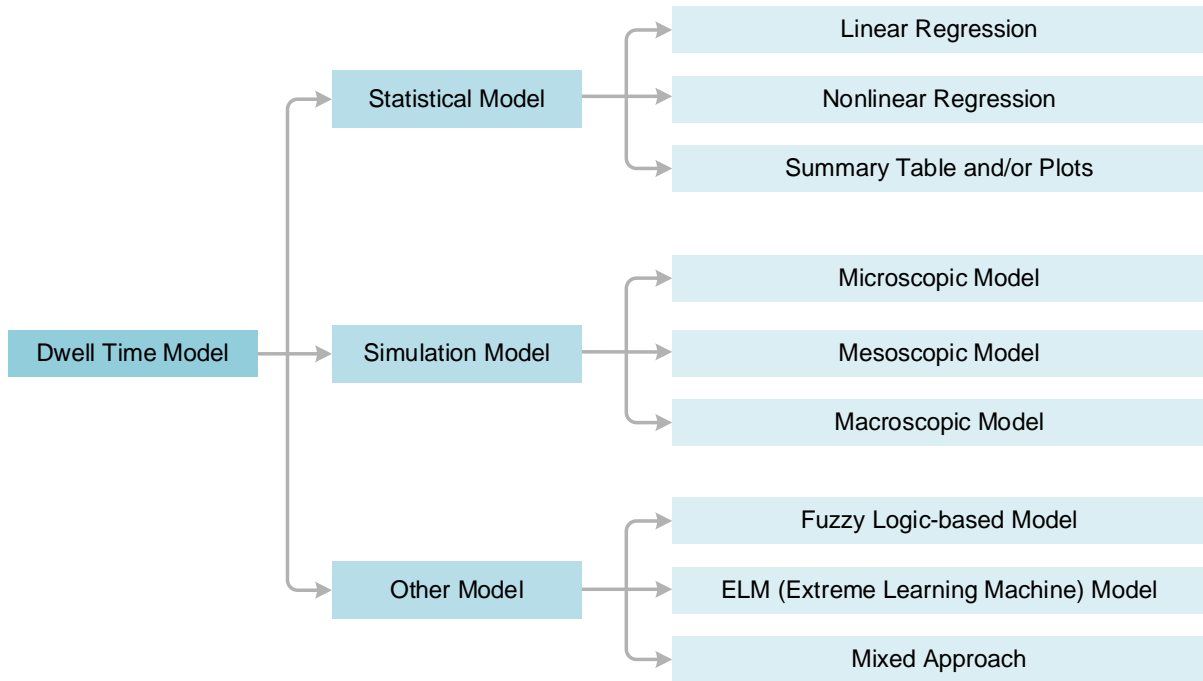 Dwell Time Model
Statistical Model
Linear Regression
Nonlinear Regression
Summary Table and/or Plots
Simulation Model
Microscopic Model
Mesoscopic Model
Macroscopic Model
Other Model
Fuzzy Logic-based Model
ELM (Extreme Learning Machine) Model
Mixed Approach